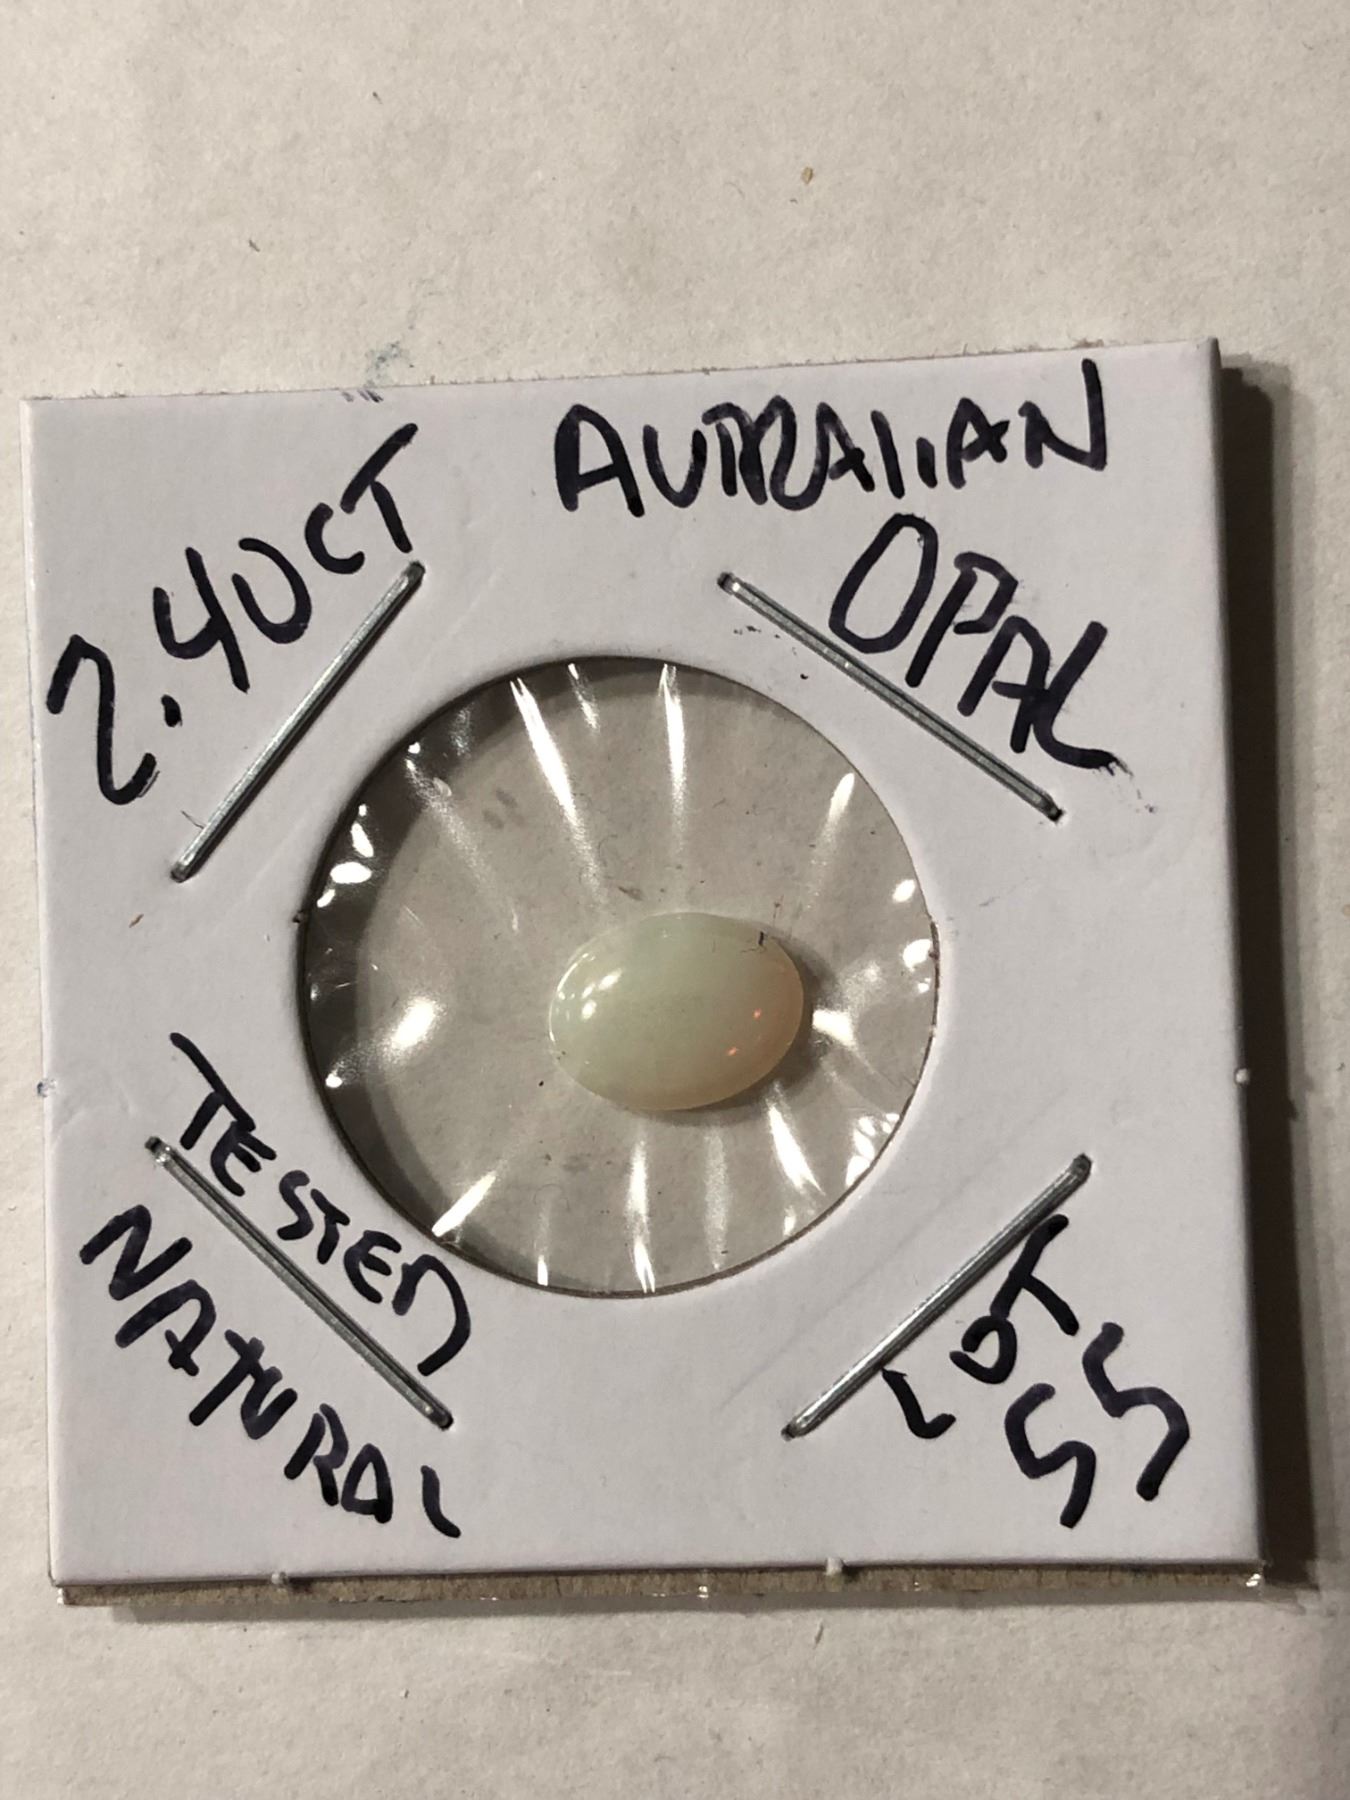 2.40CT
AUTRALIAN
OPAL
TESTED
NATURAL
LOT
55